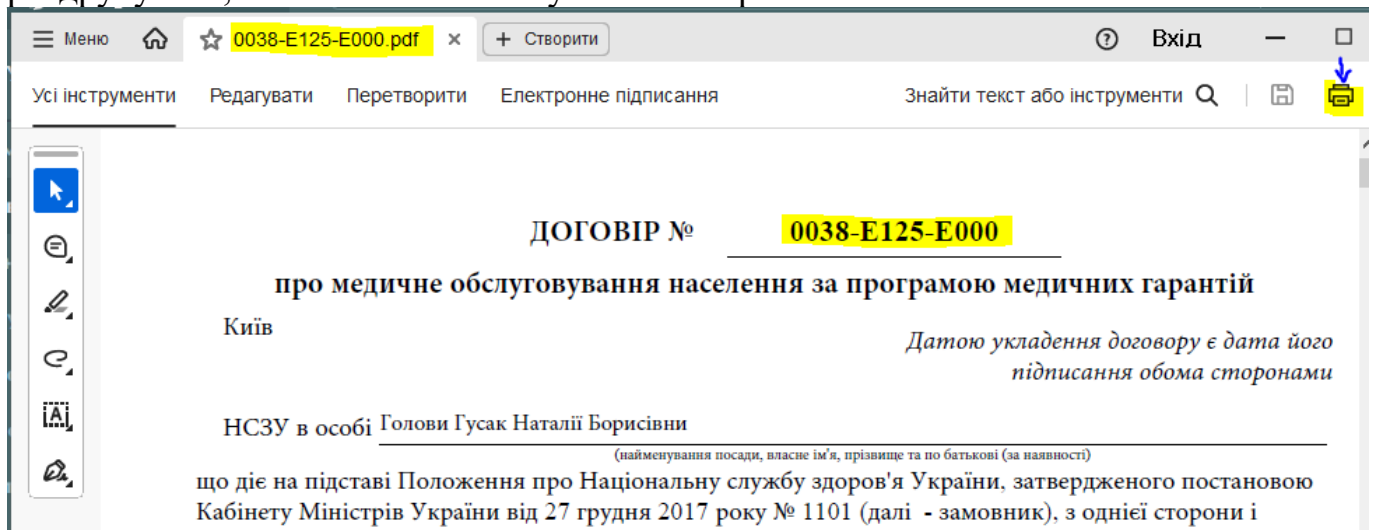 Меню 0038-E125-E000.pdf × + Створити Вхід
Усі інструменти Редагувати Перетворити Електронне підписання Знайти текст або інструменти
ДОГОВІР № 0038-E125-E000
про медичне обслуговування населення за програмою медичних гарантій
Київ
Датою укладення договору є дата його
підписання обома сторонами
НСЗУ в особі Голови Гусак Наталії Борисівни
(найменування посади, власне ім'я, прізвище та по батькові (за наявності)
що діє на підставі Положення про Національну службу здоров'я України, затвердженого постановою
Кабінету Міністрів України від 27 грудня 2017 року № 1101 (далі - замовник), з однієї сторони і